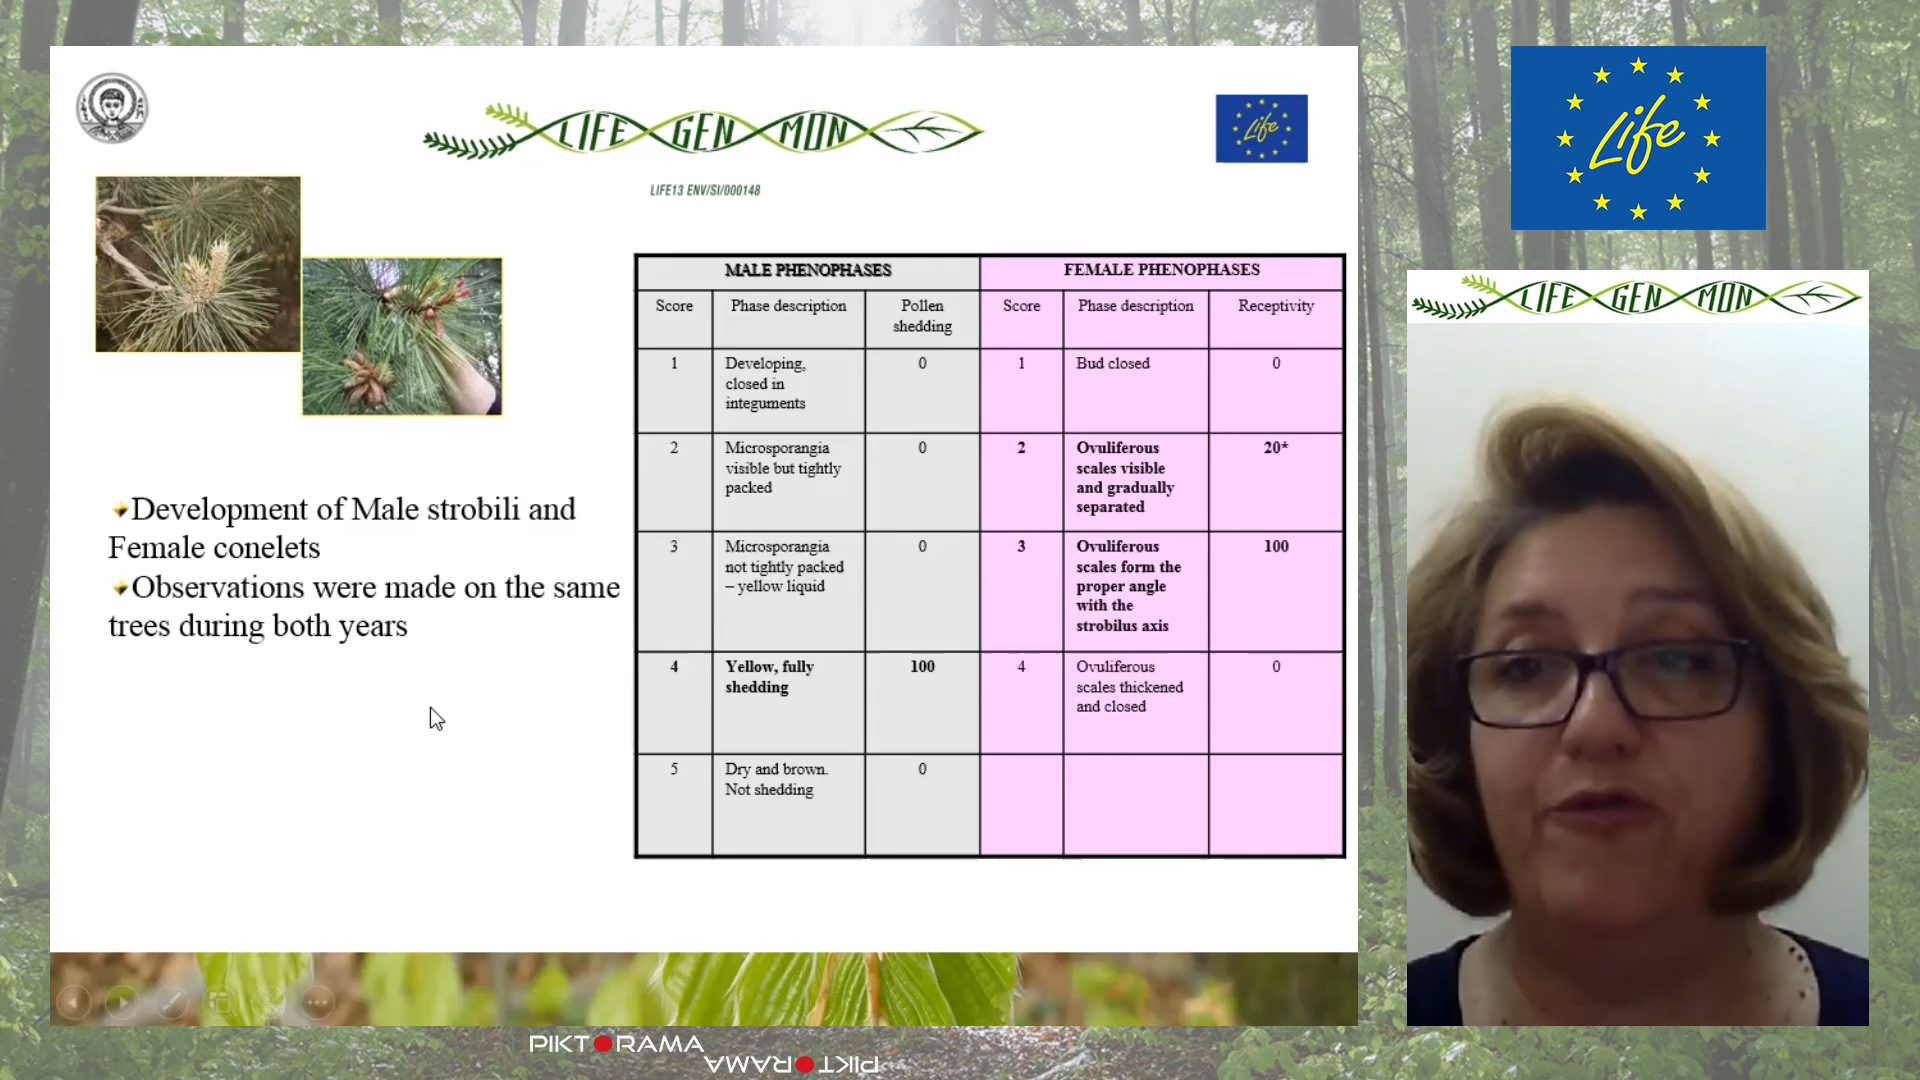 LIFE GEN MON
LIFE13 ENV/SI/000148
Life
Development of Male strobili and
Female conelets
Observations were made on the same
trees during both years
MALE PHENOPHASES
FEMALE PHENOPHASES
Score
Phase description
Pollen
shedding
Score
Phase description
Receptivity
1
Developing,
closed in
integuments
0
1
Bud closed
0
2
Microsporangia
visible but tightly
packed
0
2
Ovuliferous
scales visible
and gradually
separated
20*
3
Microsporangia
not tightly packed
– yellow liquid
0
3
Ovuliferous
scales form the
proper angle
with the
strobilus axis
100
4
Yellow, fully
shedding
100
4
Ovuliferous
scales thickened
and closed
0
5
Dry and brown.
Not shedding
0
Life
LIFE GEN MON
PIKTORAMA
PIKTORAMA